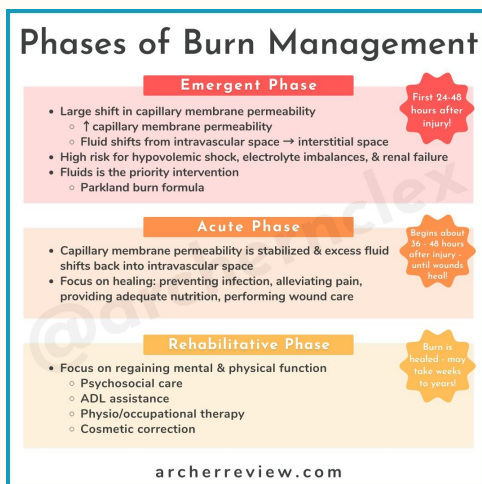 Phases of Burn Management
Emergent Phase
First 24-48
hours after
injury!
• Large shift in capillary membrane permeability
○ ↑ capillary membrane permeability
○ Fluid shifts from intravascular space → interstitial space
• High risk for hypovolemic shock, electrolyte imbalances, & renal failure
• Fluids is the priority intervention
○ Parkland burn formula
Acute Phase
Begins about
36 - 48 hours
after injury -
until wounds
heal!
• Capillary membrane permeability is stabilized & excess fluid
shifts back into intravascular space
• Focus on healing: preventing infection, alleviating pain,
providing adequate nutrition, performing wound care
Rehabilitative Phase
Burn is
healed - may
take weeks
to years!
• Focus on regaining mental & physical function
○ Psychosocial care
○ ADL assistance
○ Physio/occupational therapy
○ Cosmetic correction
@archernclex
archerreview.com